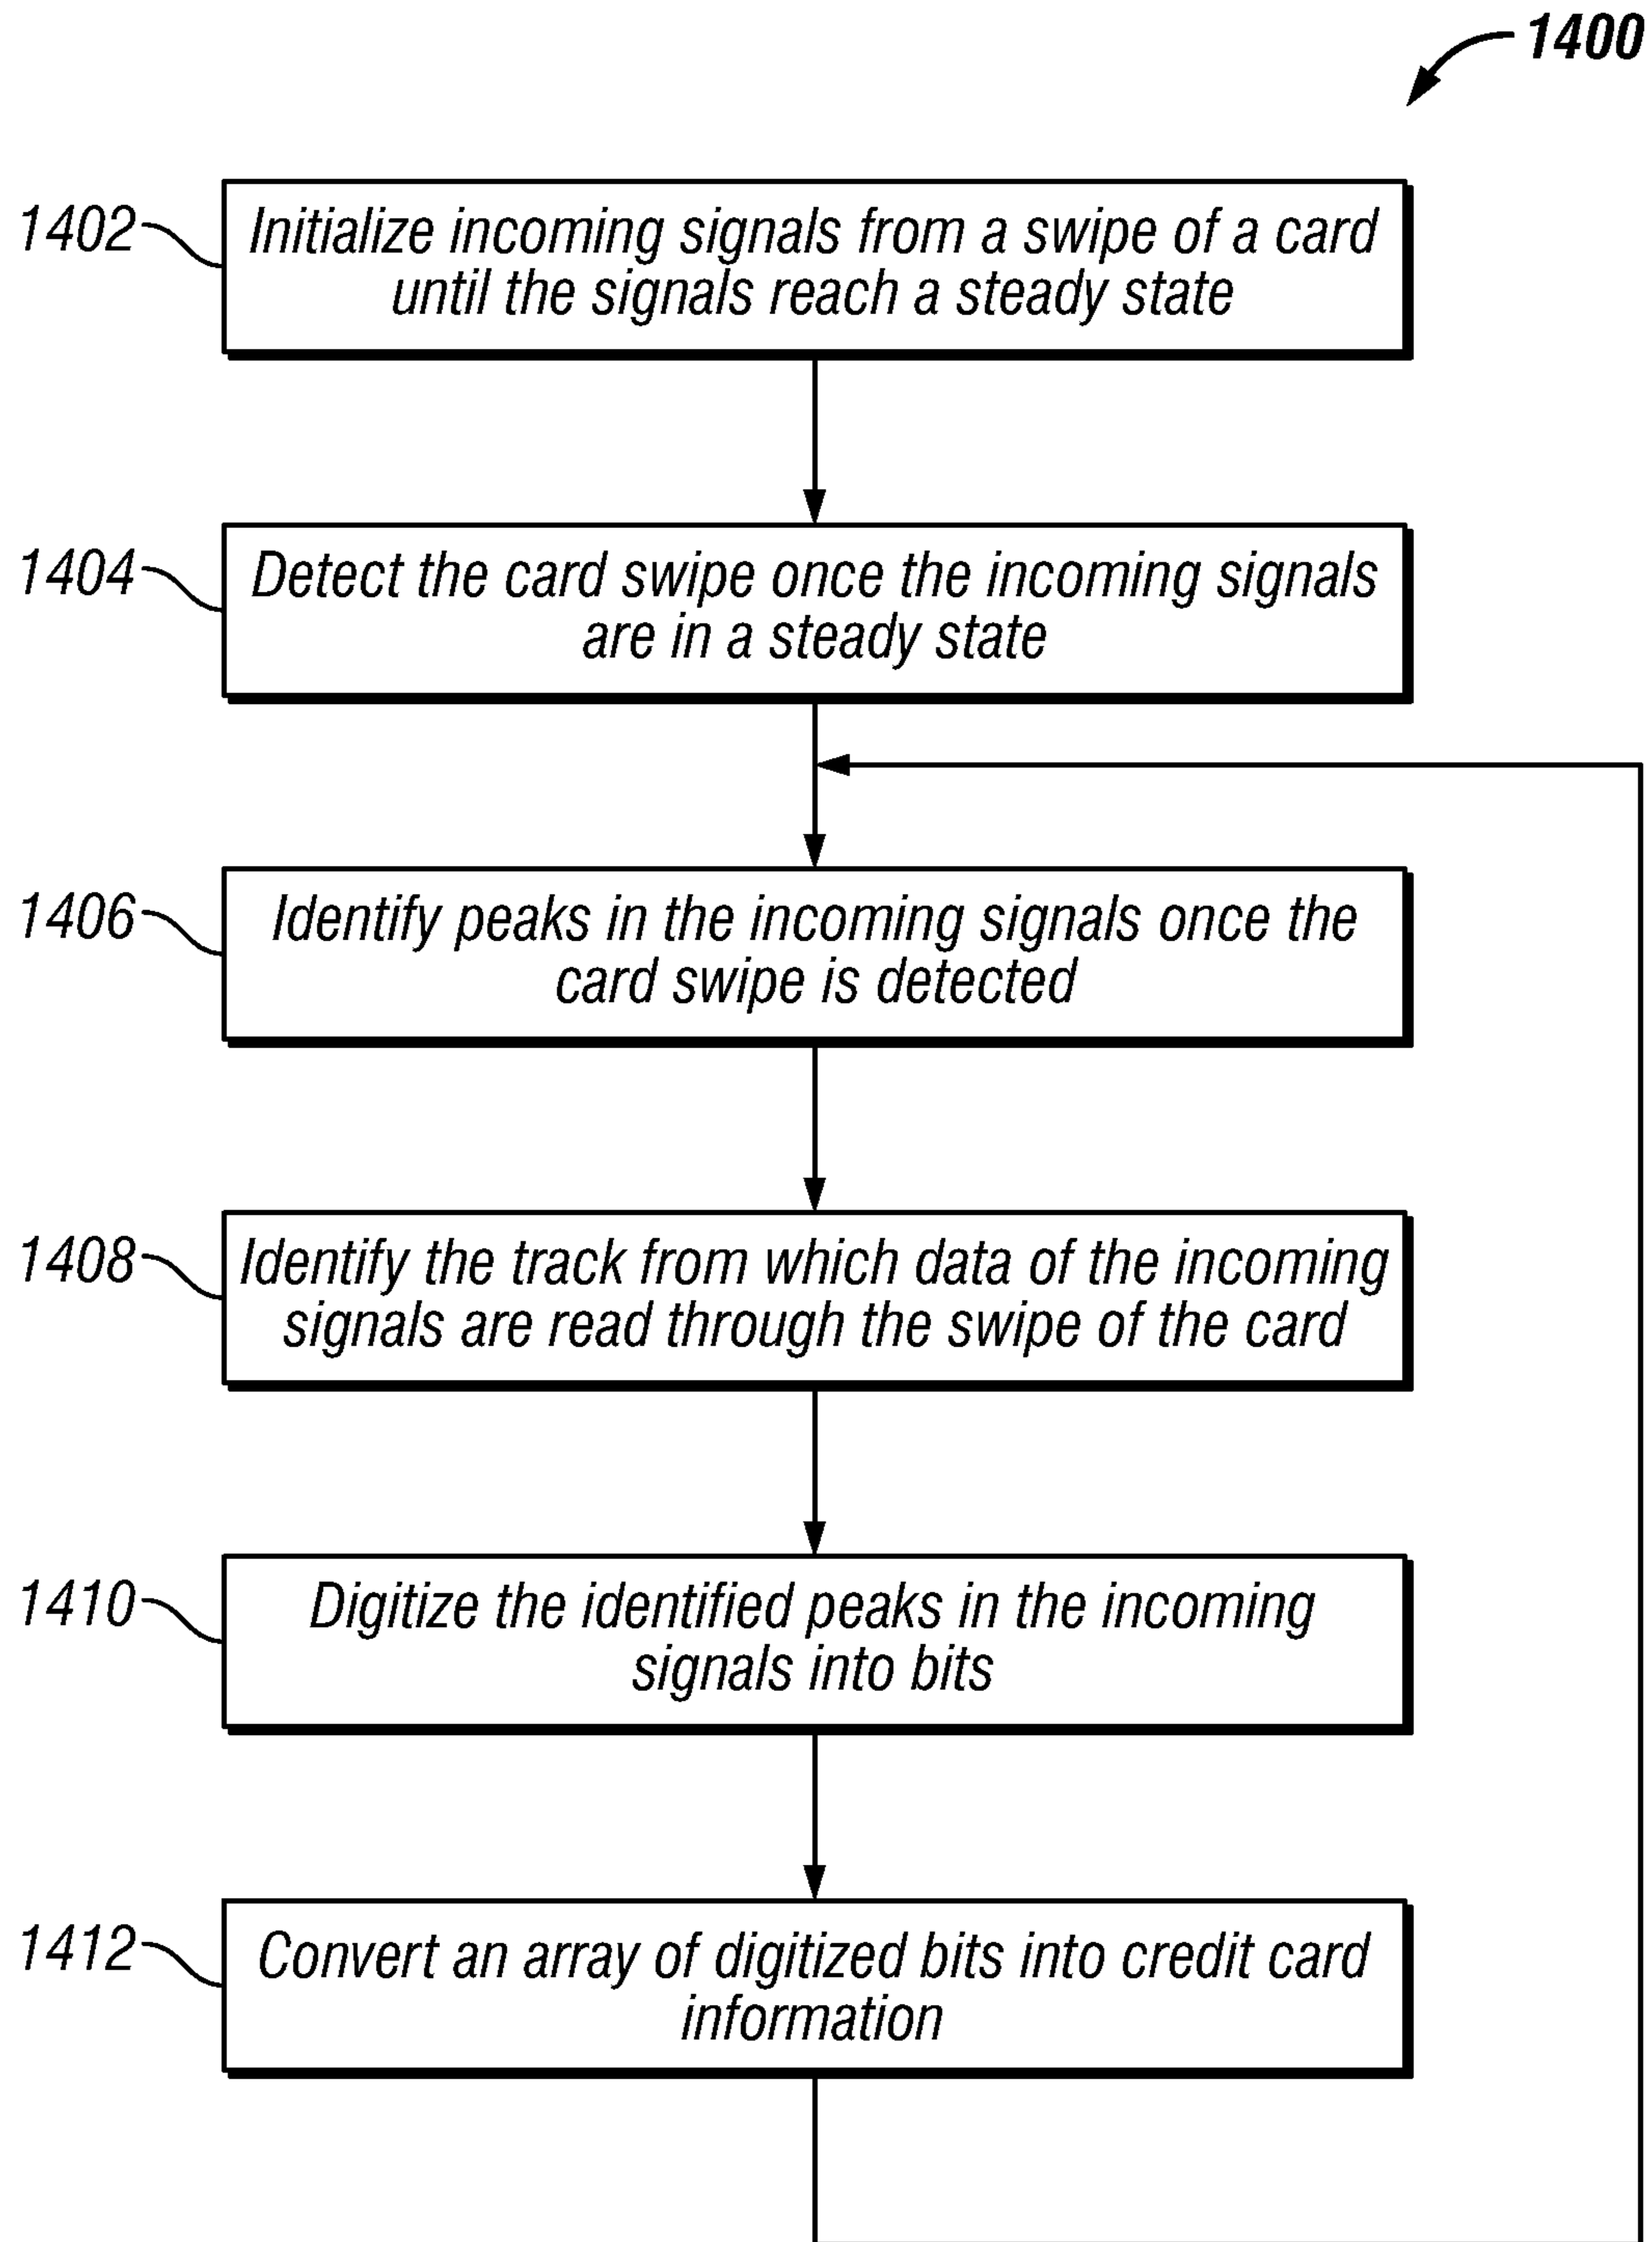 1400
1402
Initialize incoming signals from a swipe of a card
until the signals reach a steady state
1404
Detect the card swipe once the incoming signals
are in a steady state
1406
Identify peaks in the incoming signals once the
card swipe is detected
1408
Identify the track from which data of the incoming
signals are read through the swipe of the card
1410
Digitize the identified peaks in the incoming
signals into bits
1412
Convert an array of digitized bits into credit card
information